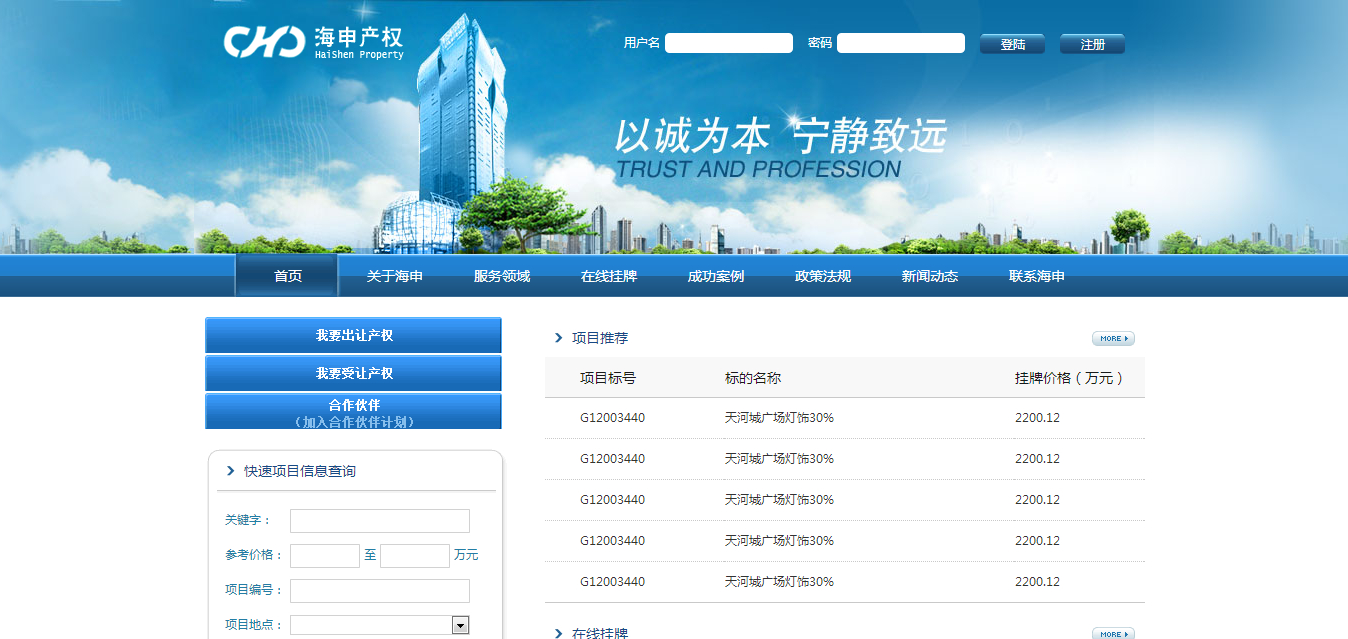 海申产权
HaiShen Property
用户名
密码
登陆
注册
以诚为本 宁静致远
TRUST AND PROFESSION
首页 关于海申 服务领域 在线挂牌 成功案例 政策法规 新闻动态 联系海申
我要出让产权
我要受让产权
合作伙伴
（加入合作伙伴计划）
快速项目信息查询
关键字：
参考价格： 至 万元
项目编号：
项目地点：
项目推荐
MORE
项目标号 标的名称 挂牌价格（万元）
G12003440 天河城广场灯饰30% 2200.12
G12003440 天河城广场灯饰30% 2200.12
G12003440 天河城广场灯饰30% 2200.12
G12003440 天河城广场灯饰30% 2200.12
G12003440 天河城广场灯饰30% 2200.12
在线挂牌
MORE